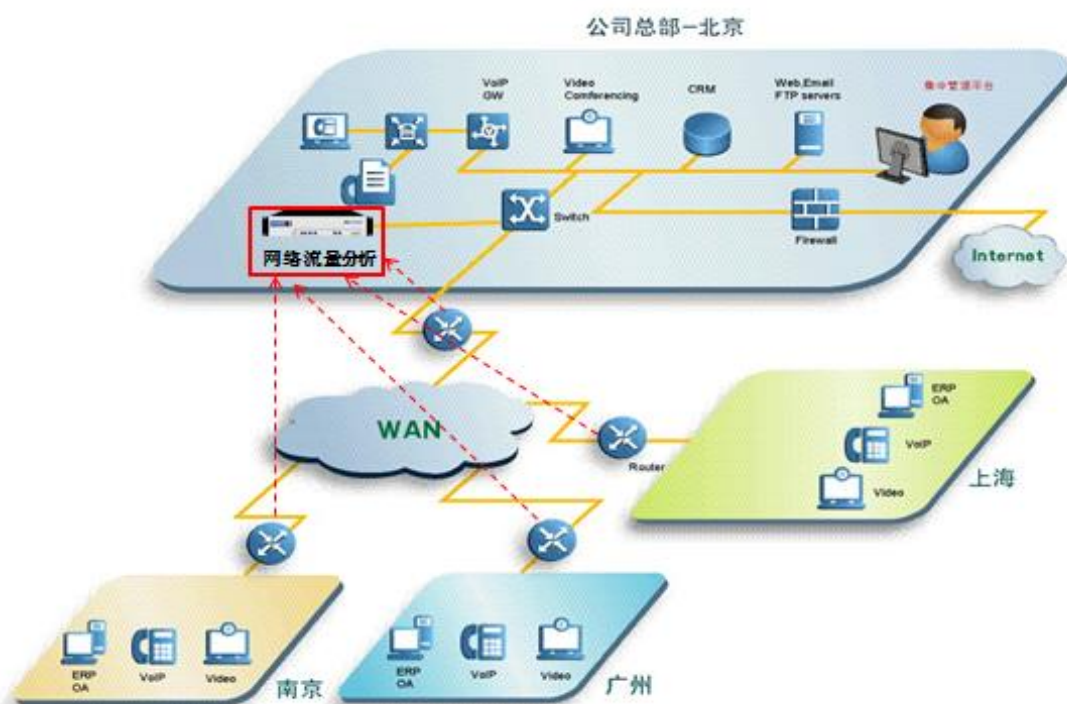 公司总部-北京
VoIP
GW
Video
Comferencing
CRM
Web,Email
FTP servers
集中管理平台
Switch
Firewall
Internet
网络流量分析
WAN
Router
ERP
OA
VoIP
Video
上海
ERP
OA
VoIP
Video
南京
ERP
OA
VoIP
Video
广州